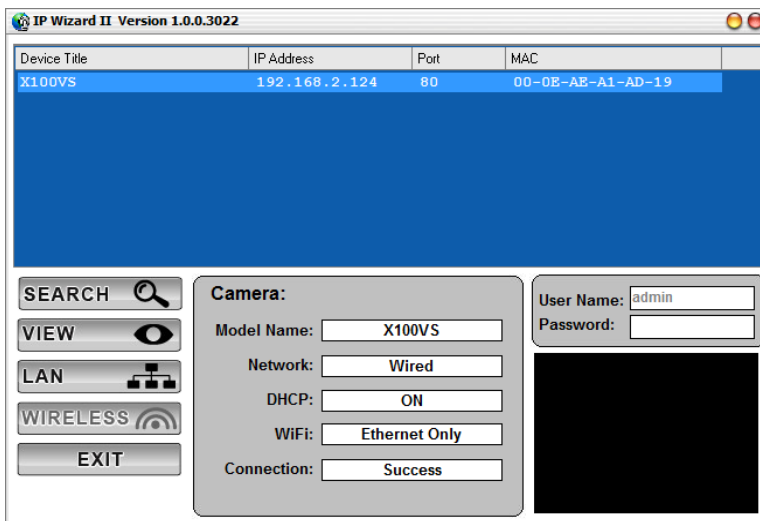 IP Wizard II Version 1.0.0.3022
Device Title IP Address Port MAC
X100VS 192.168.2.124 80 00-0E-AE-A1-AD-19
SEARCH
VIEW
LAN
WIRELESS
EXIT
Camera:
Model Name: X100VS
Network: Wired
DHCP: ON
WiFi: Ethernet Only
Connection: Success
User Name: admin
Password: